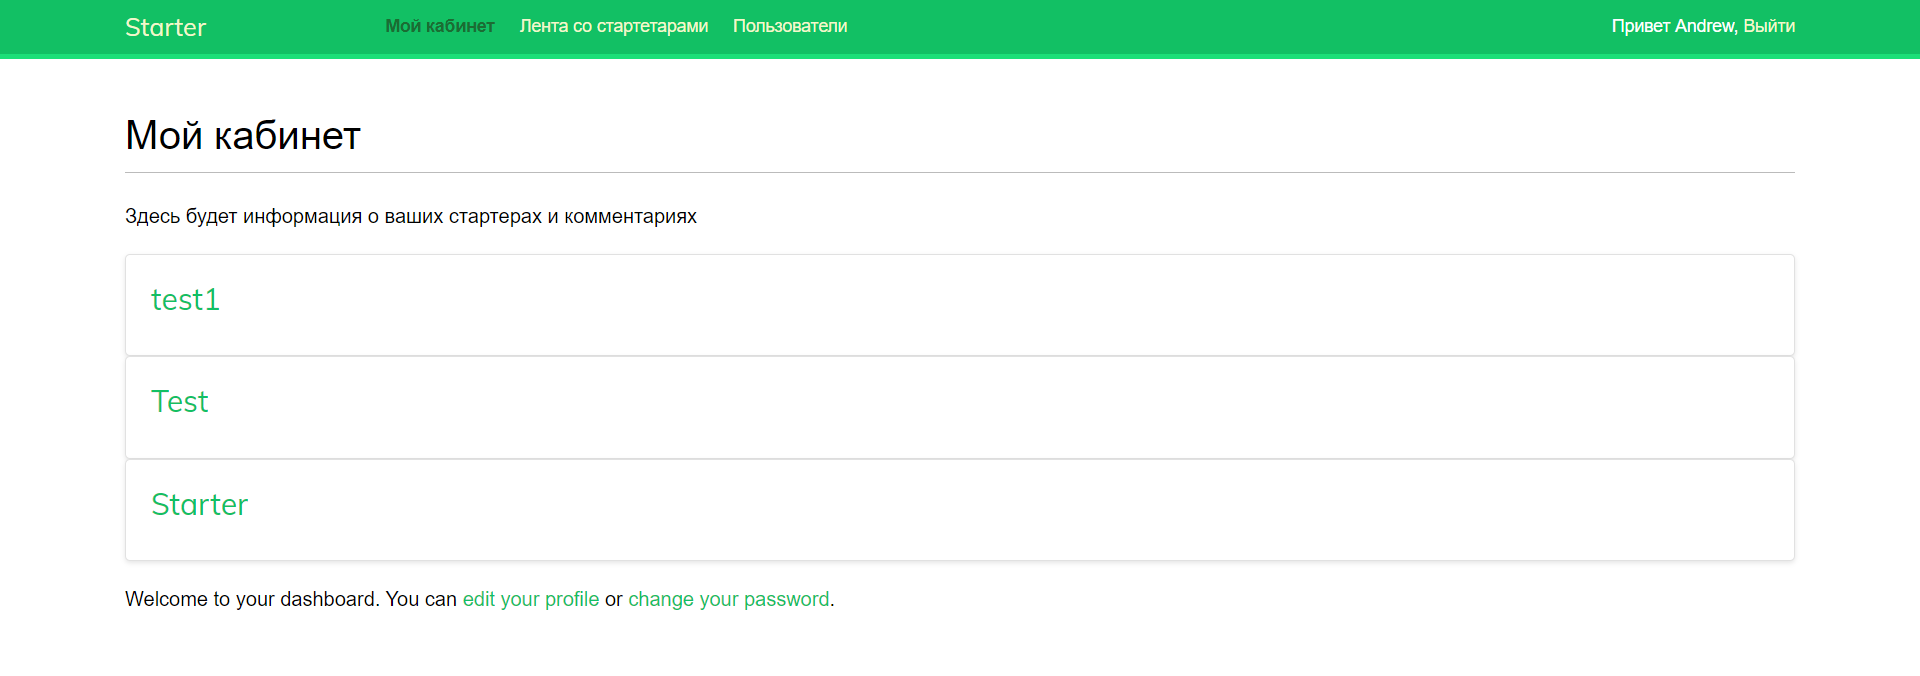 Starter Мой кабинет Лента со стартетарами Пользователи Привет Andrew, Выйти
Мой кабинет
Здесь будет информация о ваших стартерах и комментариях
test1
Test
Starter
Welcome to your dashboard. You can edit your profile or change your password.